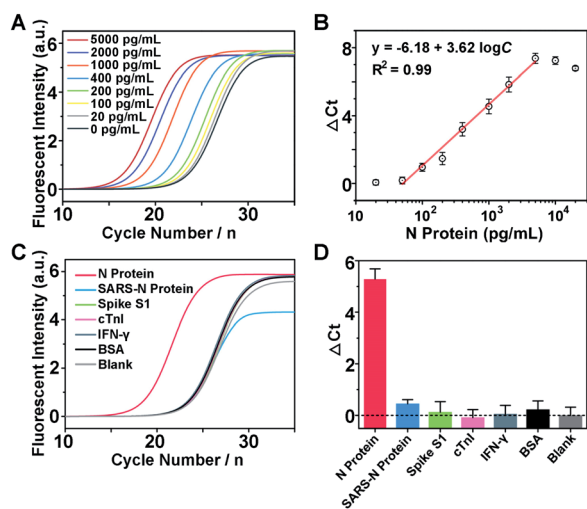 A
Fluorescent Intensity (a.u.)
6
4
2
0
5000 pg/mL
2000 pg/mL
1000 pg/mL
400 pg/mL
200 pg/mL
100 pg/mL
20 pg/mL
0 pg/mL
10 20 30
Cycle Number / n
B
ΔCt
8
4
0
y = -6.18 + 3.62 logC
R² = 0.99
10² 10³ 10⁴
N Protein (pg/mL)
C
Fluorescent Intensity (a.u.)
6
4
2
0
N Protein
SARS-N Protein
Spike S1
cTnI
IFN-γ
BSA
Blank
10 20 30
Cycle Number / n
D
ΔCt
6
4
2
0
N Protein
SARS-N Protein
Spike S1
cTnI
IFN-γ
BSA
Blank